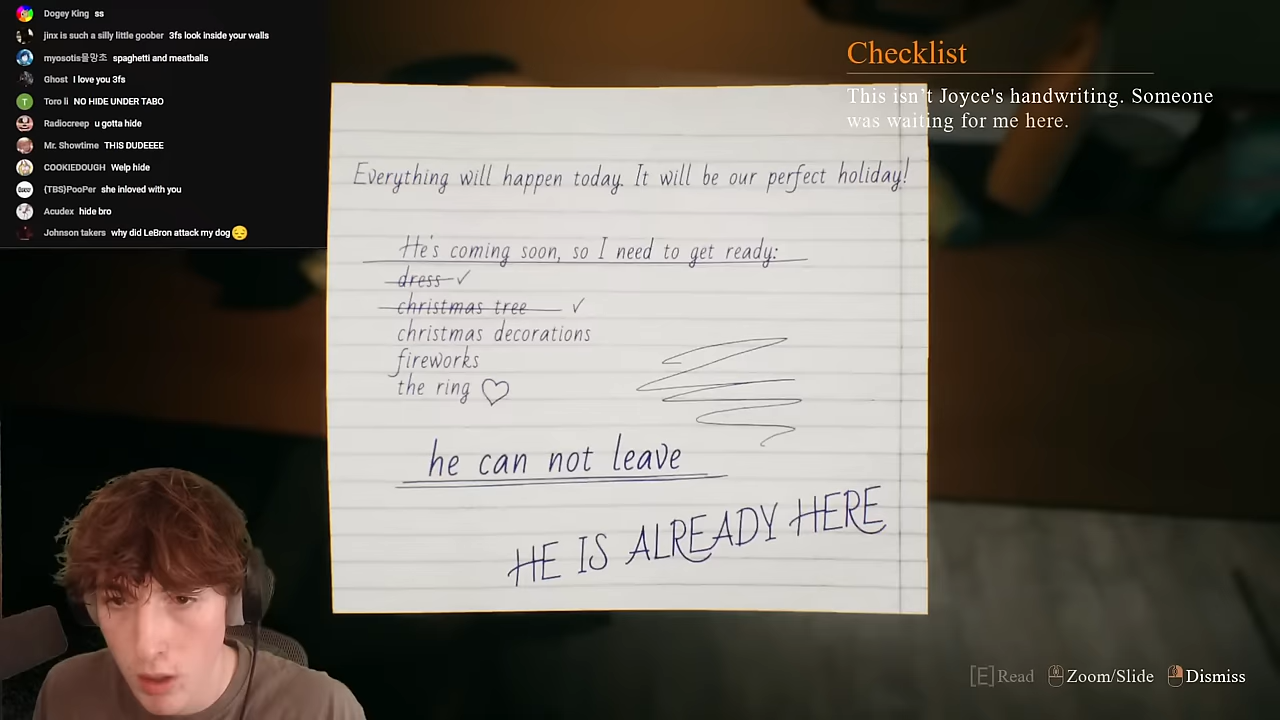 Dogey King ss
jinx is such a silly little goober 3fs look inside your walls
myosotis물망초 spaghetti and meatballs
Ghost I love you 3fs
T
Toro li NO HIDE UNDER TABO
Radiocreep u gotta hide
Mr. Showtime THIS DUDEEEE
COOKIEDOUGH Welp hide
{TBS}PooPer she inloved with you
Acudex hide bro
Johnson takers why did LeBron attack my dog😔
Checklist
This isn't Joyce's handwriting. Someone
was waiting for me here.
Everything will happen today. It will be our perfect holiday!
He's coming soon, so I need to get ready:
dress ✓
christmas tree ✓
christmas decorations
fireworks
the ring ♡
he can not leave
HE IS ALREADY HERE
[E]Read Zoom/Slide Dismiss